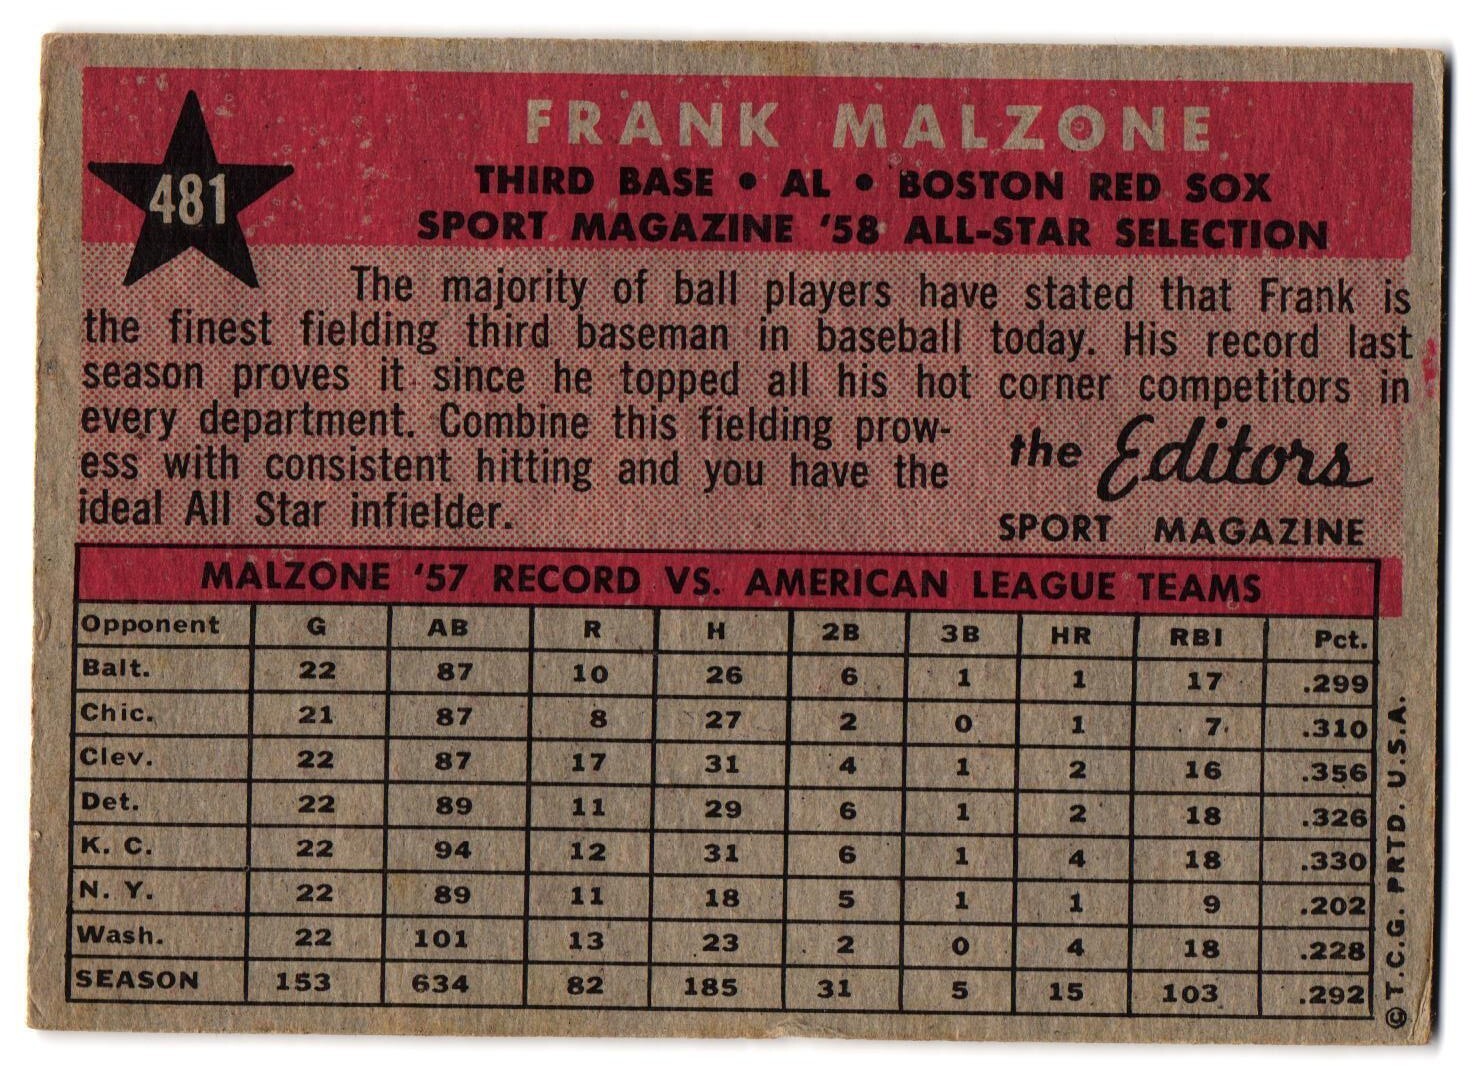 481
FRANK MALZONE
THIRD BASE • AL • BOSTON RED SOX
SPORT MAGAZINE '58 ALL-STAR SELECTION
The majority of ball players have stated that Frank is
the finest fielding third baseman in baseball today. His record last
season proves it since he topped all his hot corner competitors in
every department. Combine this fielding prow-
ess with consistent hitting and you have the
ideal All Star infielder.
the Editors
SPORT MAGAZINE
MALZONE '57 RECORD VS. AMERICAN LEAGUE TEAMS
Opponent G AB R H 2B 3B HR RBI Pct.
Balt. 22 87 10 26 6 1 1 17 .299
Chic. 21 87 8 27 2 0 1 7 .310
Clev. 22 87 17 31 4 1 2 16 .356
Det. 22 89 11 29 6 1 2 18 .326
K. C. 22 94 12 31 6 1 4 18 .330
N. Y. 22 89 11 18 5 1 1 9 .202
Wash. 22 101 13 23 2 0 4 18 .228
SEASON 153 634 82 185 31 5 15 103 .292
© T.C.G. PRTD. U.S.A.